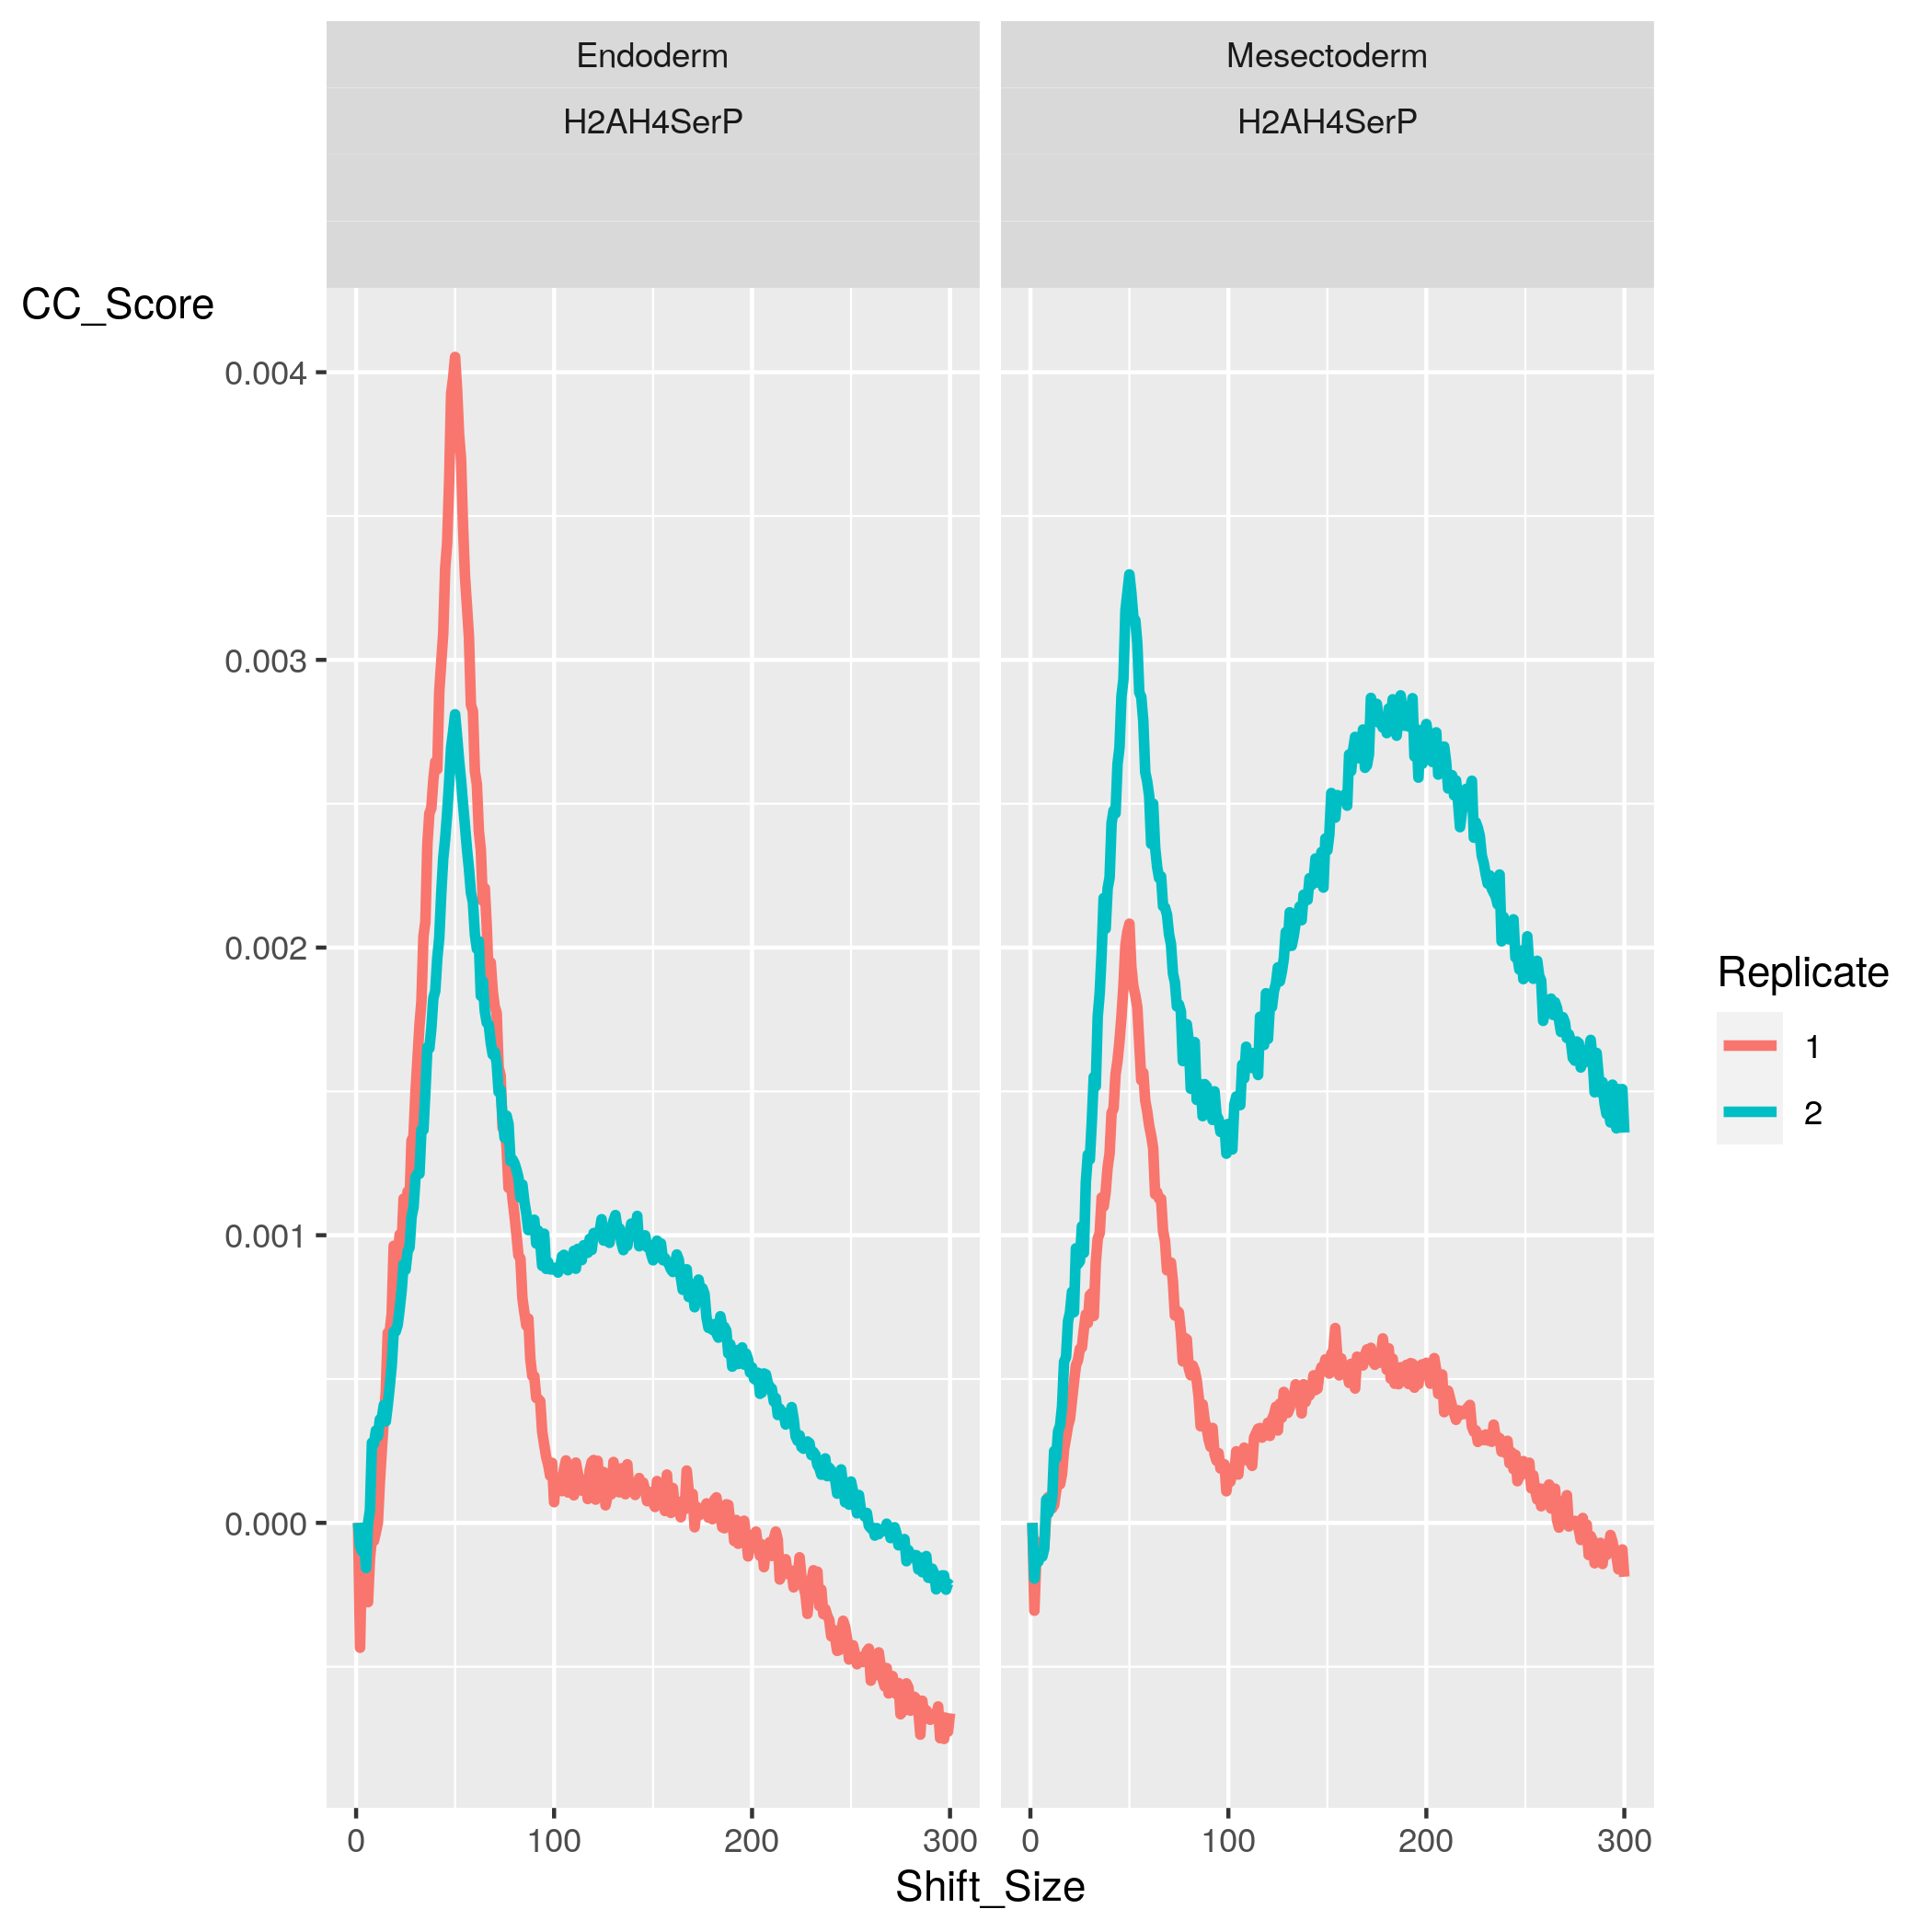 Endoderm
Mesectoderm
H2AH4SerP
H2AH4SerP
CC_Score
0.004
0.003
0.002
0.001
0.000
0 100 200 300
0 100 200 300
Shift_Size
Replicate
1
2